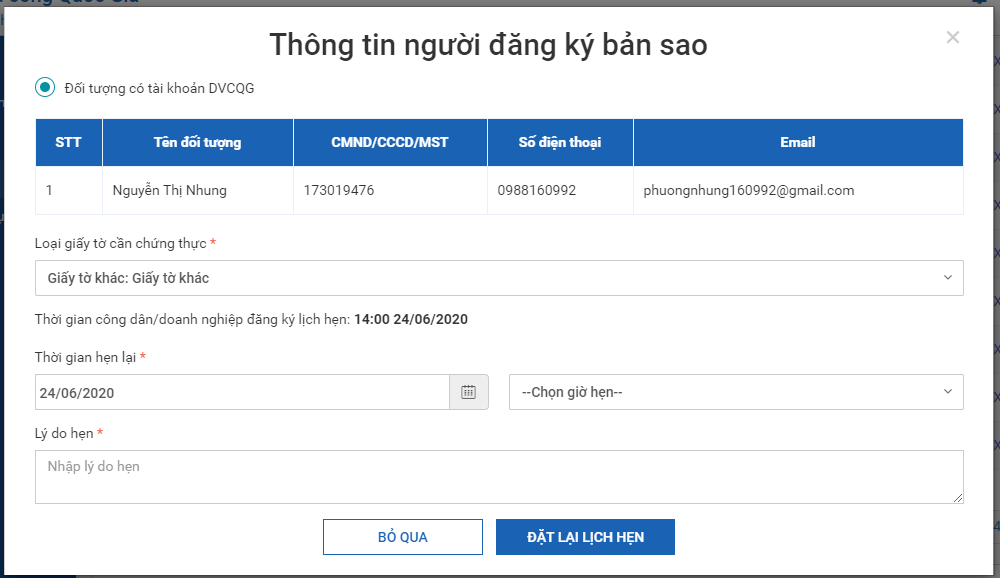 Thông tin người đăng ký bản sao
×
Đối tượng có tài khoản DVCQG
STT Tên đối tượng CMND/CCCD/MST Số điện thoại Email
1 Nguyễn Thị Nhung 173019476 0988160992 phuongnhung160992@gmail.com
Loại giấy tờ cần chứng thực *
Giấy tờ khác: Giấy tờ khác
Thời gian công dân/doanh nghiệp đăng ký lịch hẹn: 14:00 24/06/2020
Thời gian hẹn lại *
24/06/2020 --Chọn giờ hẹn--
Lý do hẹn *
Nhập lý do hẹn
BỎ QUA ĐẶT LẠI LỊCH HẸN